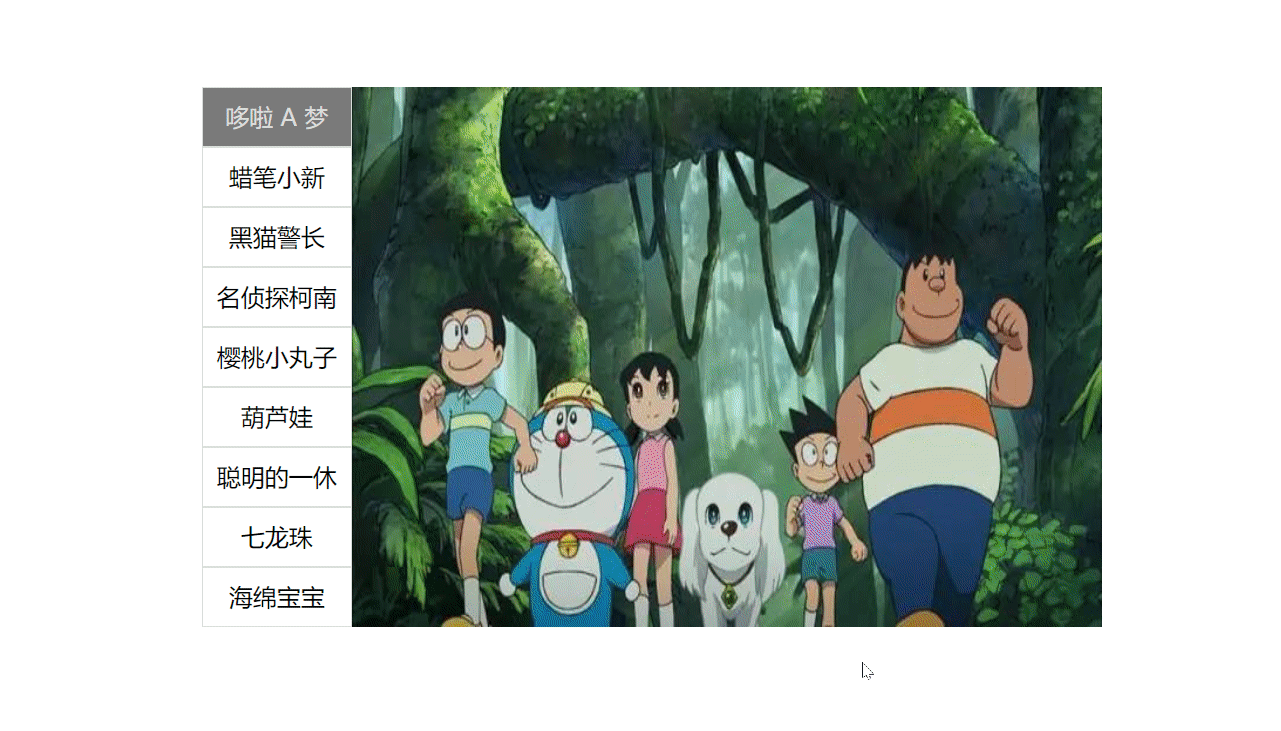 哆啦 A 梦
蜡笔小新
黑猫警长
名侦探柯南
樱桃小丸子
葫芦娃
聪明的一休
七龙珠
海绵宝宝